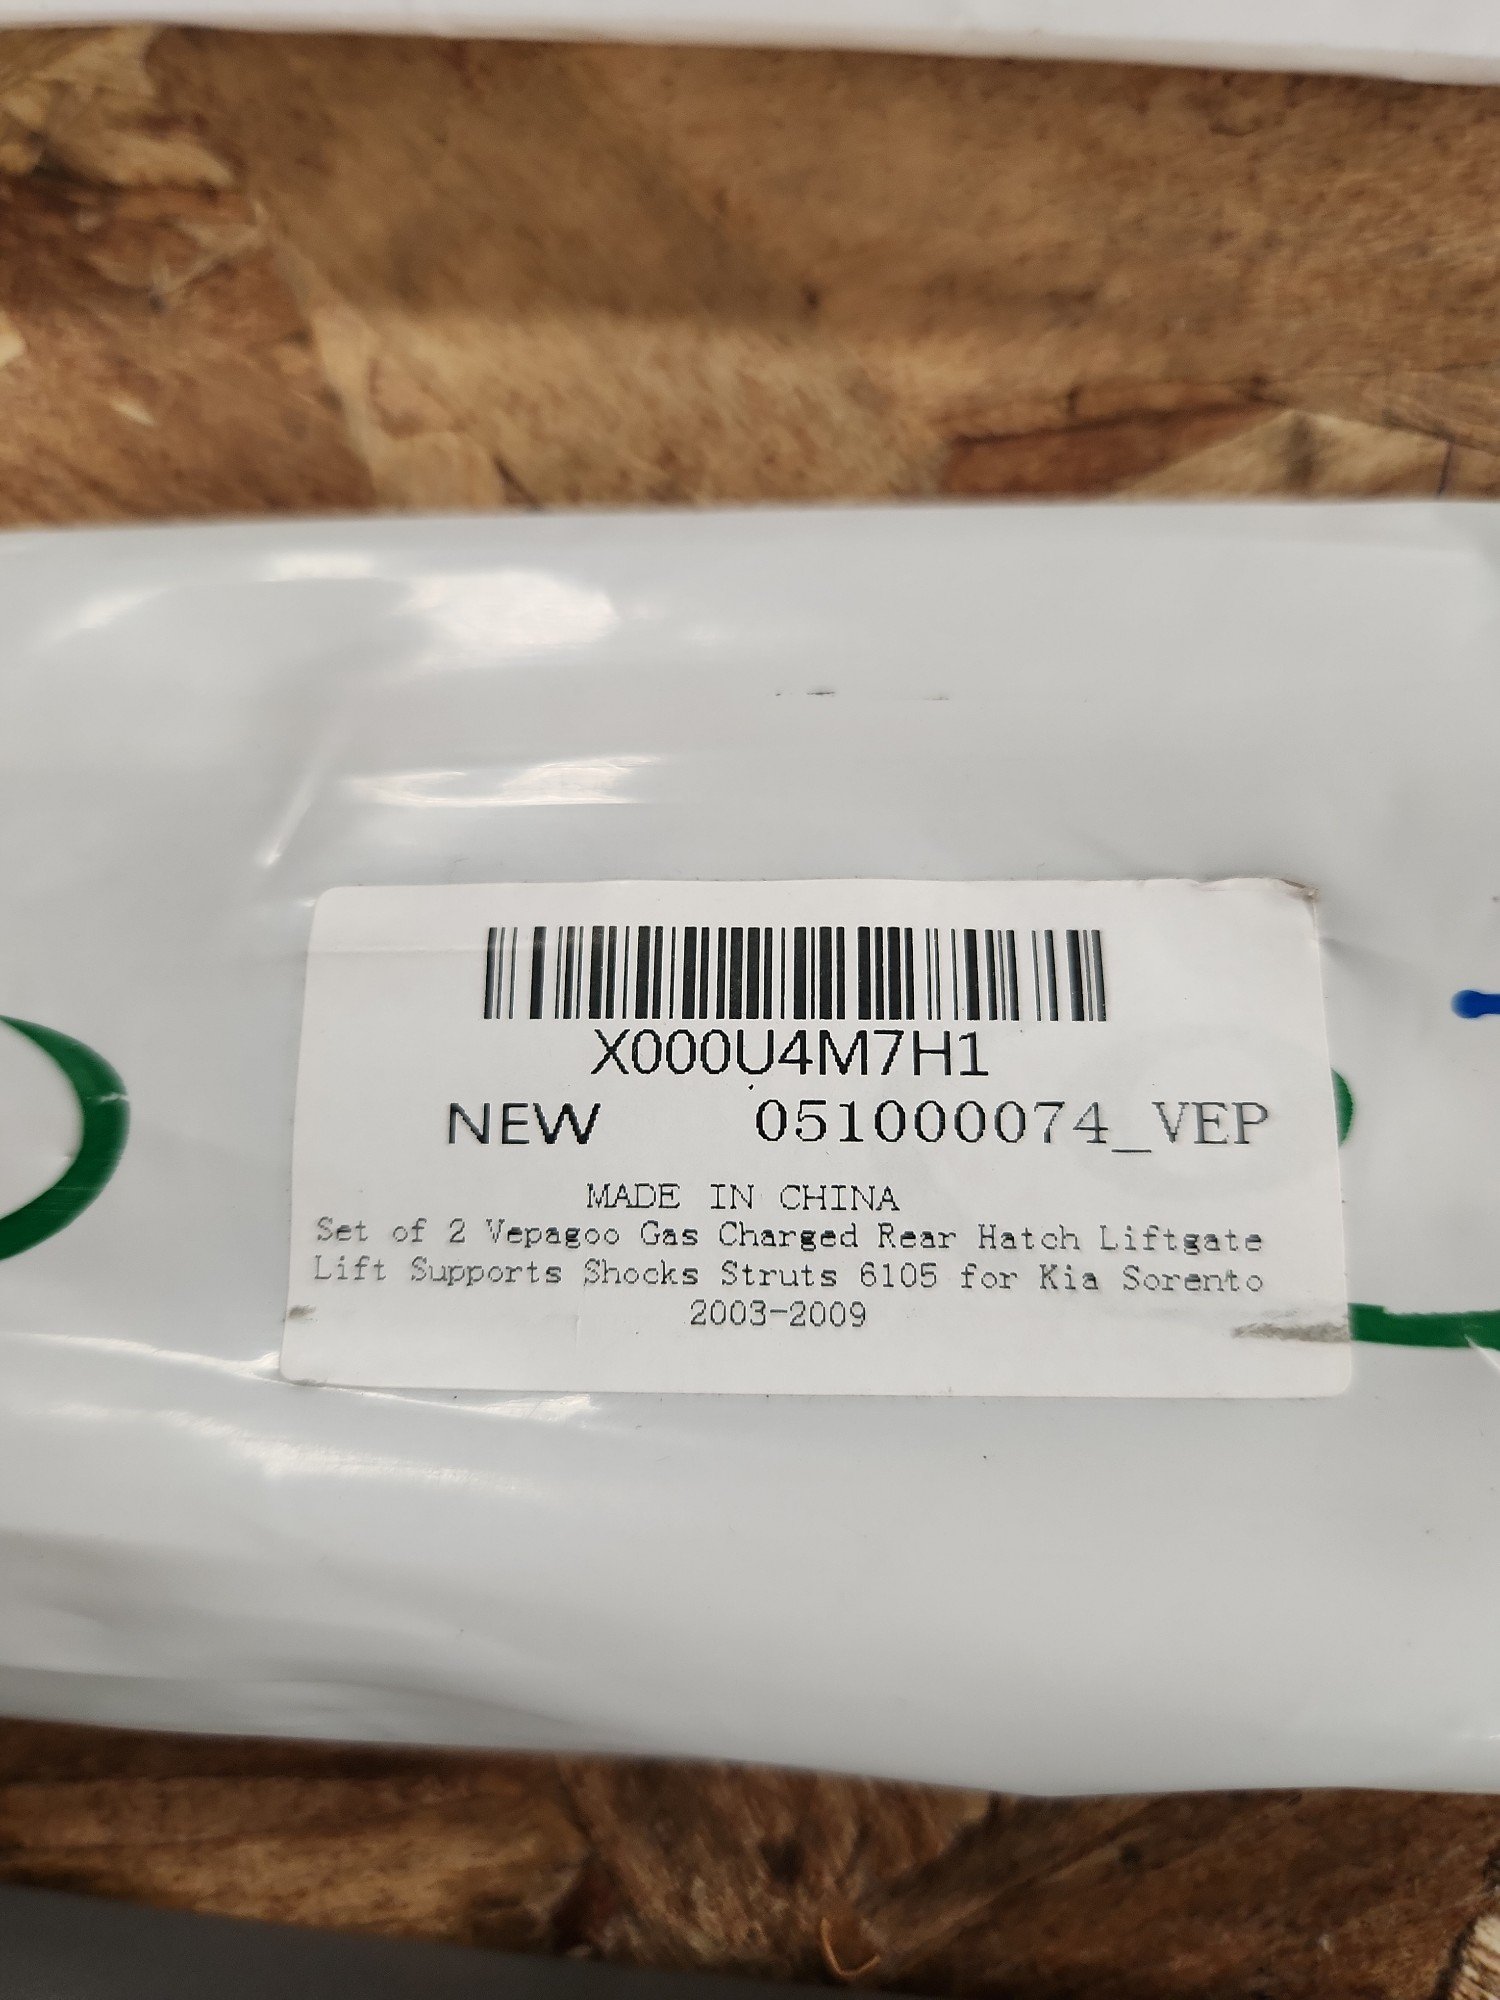 X000U4M7H1
NEW 051000074_VEP
MADE IN CHINA
Set of 2 Vepagoo Gas Charged Rear Hatch Liftgate
Lift Supports Shocks Struts 6105 for Kia Sorento
2003-2009